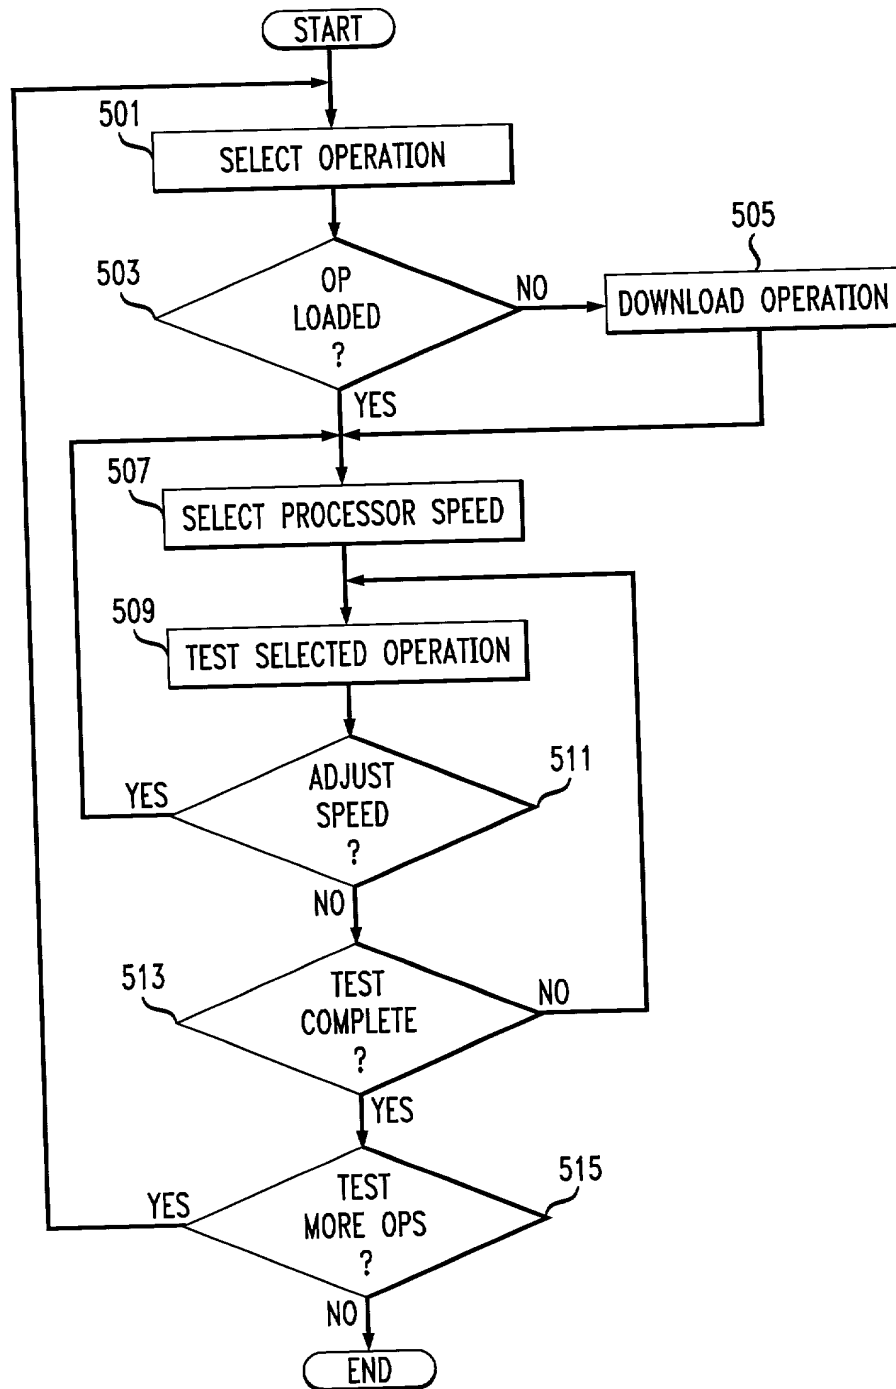 START
501
SELECT OPERATION
505
503
OP
LOADED
?
NO
DOWNLOAD OPERATION
YES
507
SELECT PROCESSOR SPEED
509
TEST SELECTED OPERATION
511
YES
ADJUST
SPEED
?
NO
513
TEST
COMPLETE
?
NO
YES
515
YES
TEST
MORE OPS
?
NO
END